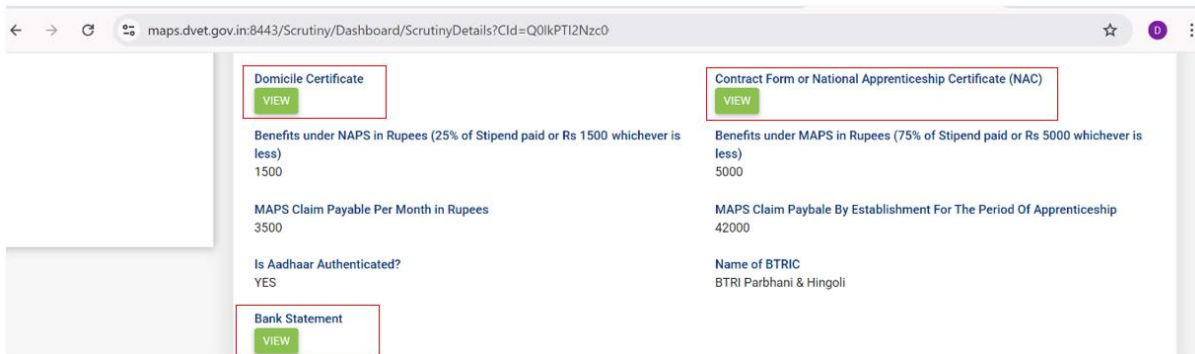 maps.dvet.gov.in:8443/Scrutiny/Dashboard/ScrutinyDetails?CId=Q0lkPTI2Nzc0
D
Domicile Certificate
VIEW
Contract Form or National Apprenticeship Certificate (NAC)
VIEW
Benefits under NAPS in Rupees (25% of Stipend paid or Rs 1500 whichever is
less)
1500
Benefits under MAPS in Rupees (75% of Stipend paid or Rs 5000 whichever is
less)
5000
MAPS Claim Payable Per Month in Rupees
3500
MAPS Claim Paybale By Establishment For The Period Of Apprenticeship
42000
Is Aadhaar Authenticated?
YES
Name of BTRIC
BTRI Parbhani & Hingoli
Bank Statement
VIEW